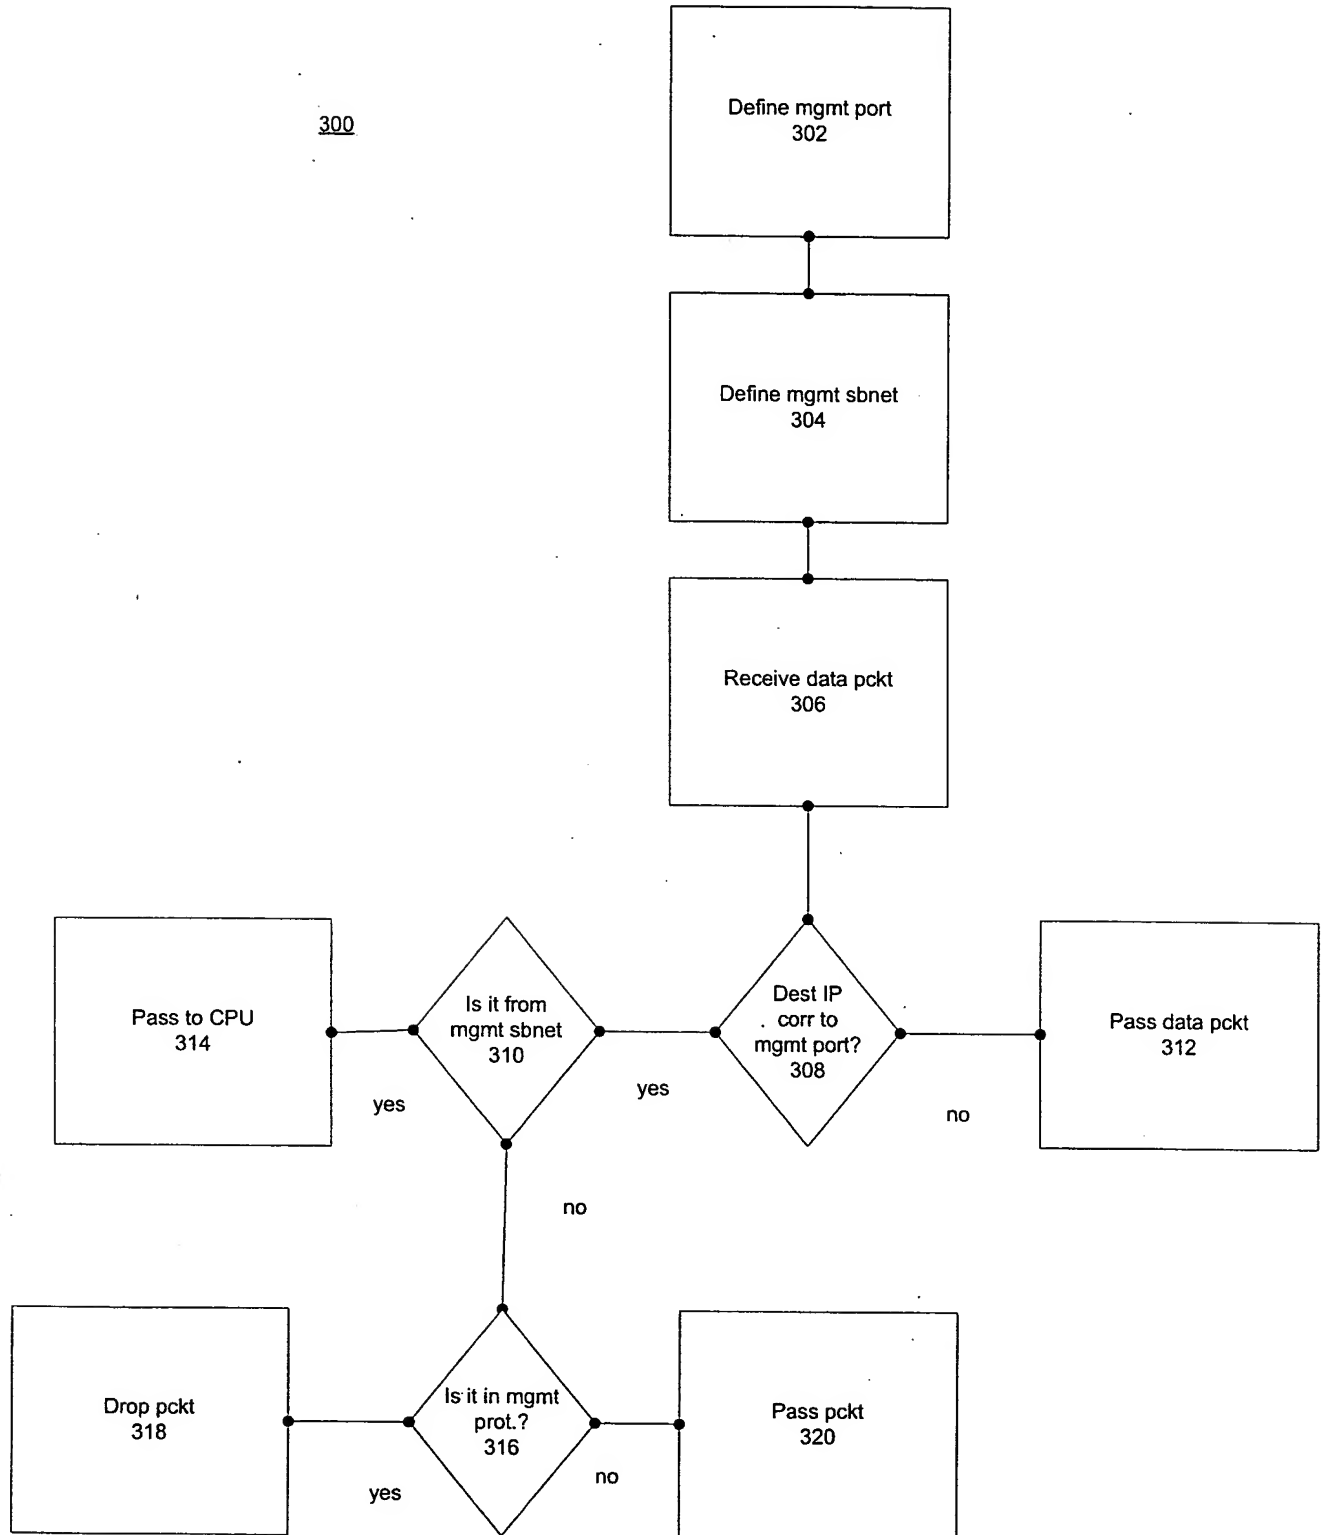 300
Define mgmt port
302
Define mgmt sbnet
304
Receive data pckt
306
Pass to CPU
314
Is it from
mgmt sbnet
310
Dest IP
corr to
mgmt port?
308
Pass data pckt
312
yes
yes
no
no
Drop pckt
318
Is it in mgmt
prot.?
316
Pass pckt
320
yes
no